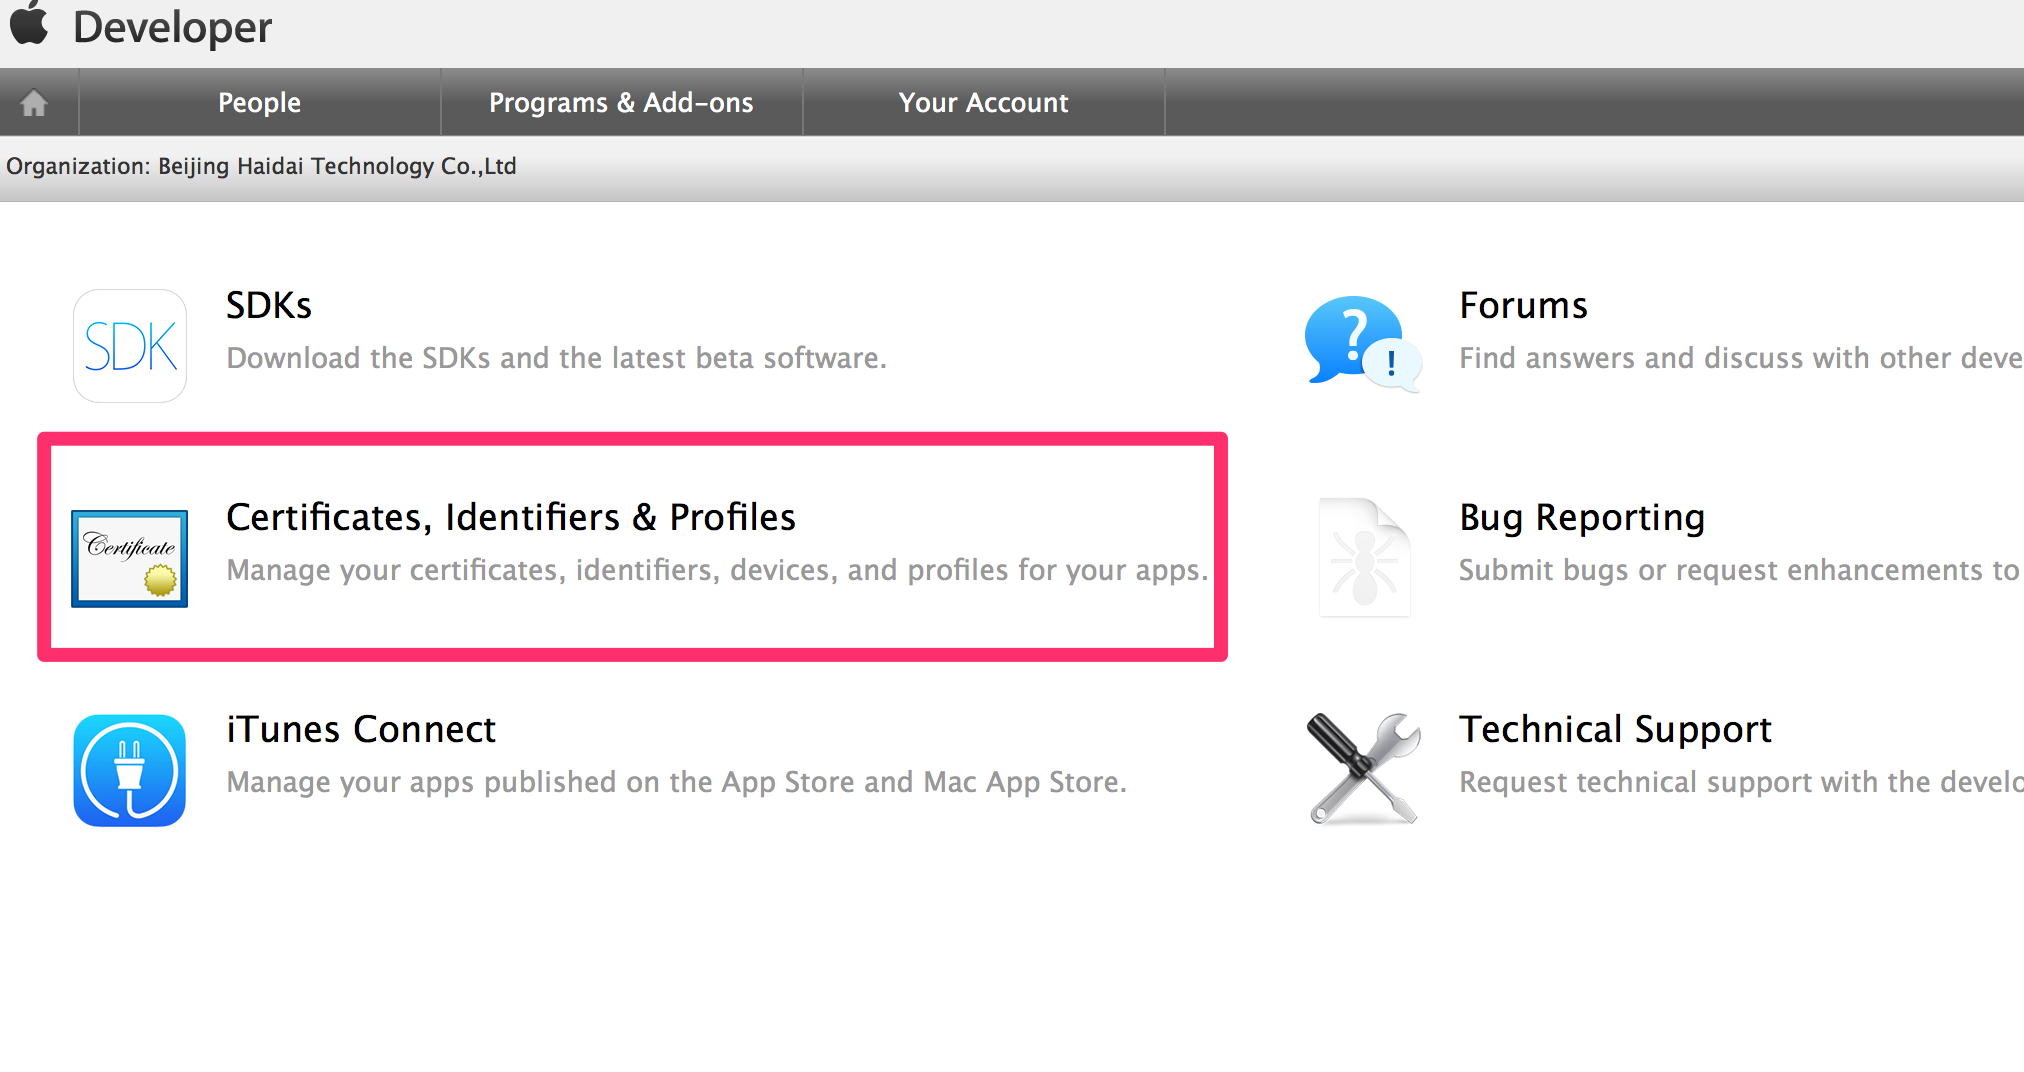 Developer
People
Programs & Add-ons
Your Account
Organization: Beijing Haidai Technology Co.,Ltd
SDK
SDKs
Download the SDKs and the latest beta software.
?
!
Forums
Find answers and discuss with other deve
Certificate
Certificates, Identifiers & Profiles
Manage your certificates, identifiers, devices, and profiles for your apps.
Bug Reporting
Submit bugs or request enhancements to
iTunes Connect
Manage your apps published on the App Store and Mac App Store.
Technical Support
Request technical support with the develo